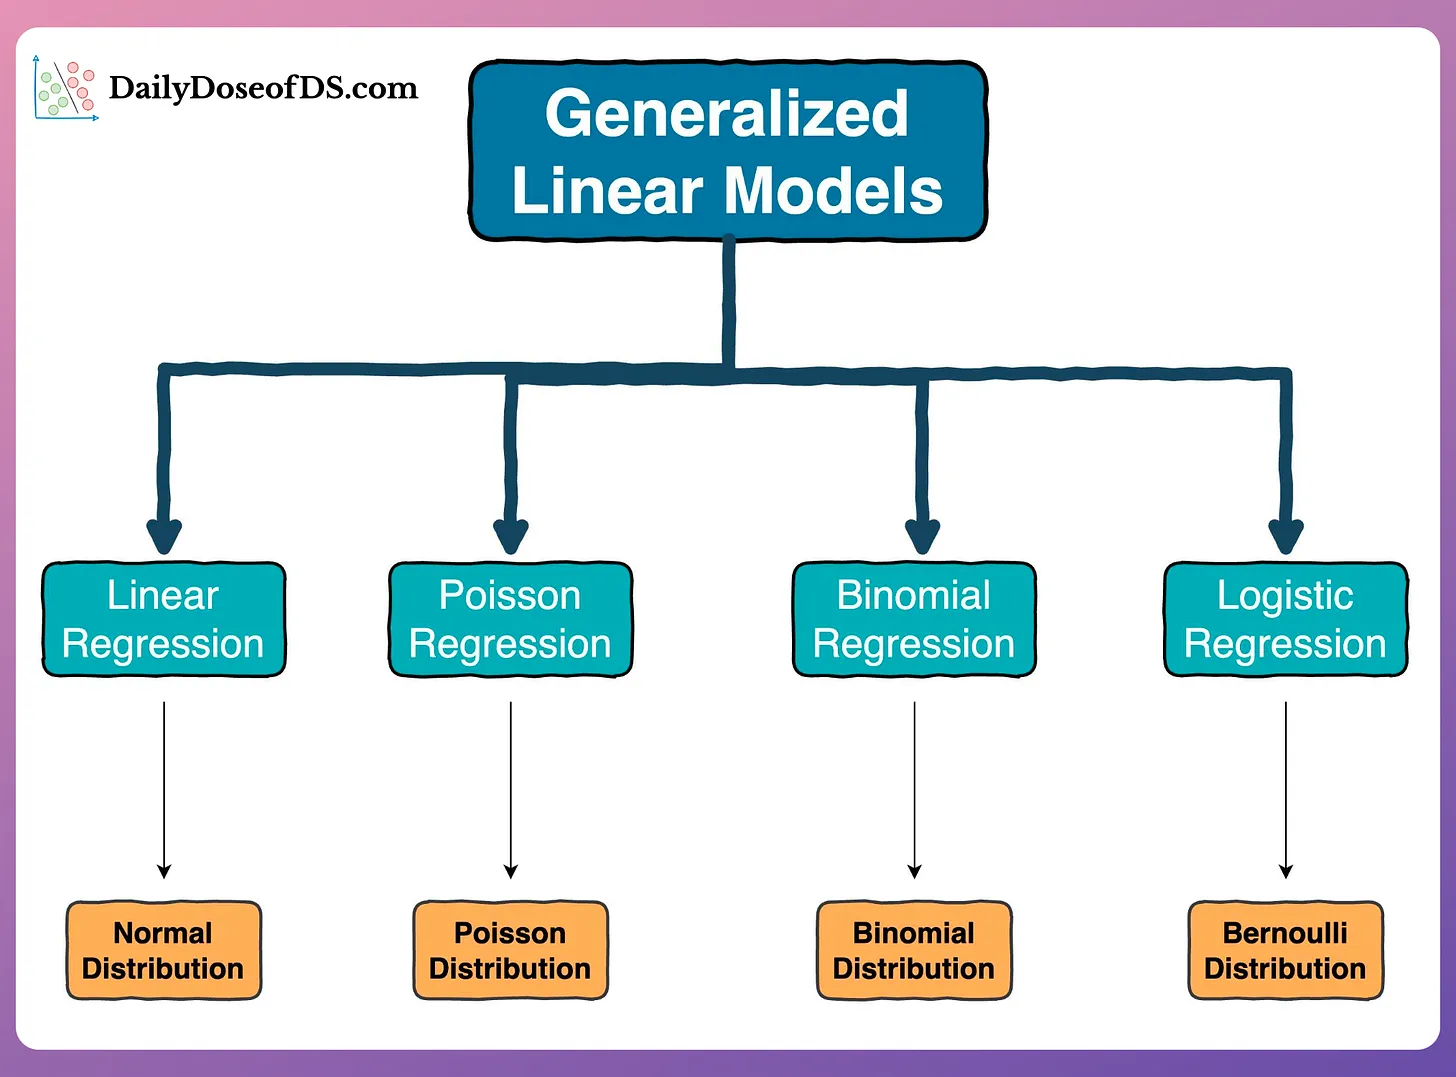 DailyDoseofDS.com
Generalized
Linear Models
Linear
Regression
Poisson
Regression
Binomial
Regression
Logistic
Regression
Normal
Distribution
Poisson
Distribution
Binomial
Distribution
Bernoulli
Distribution